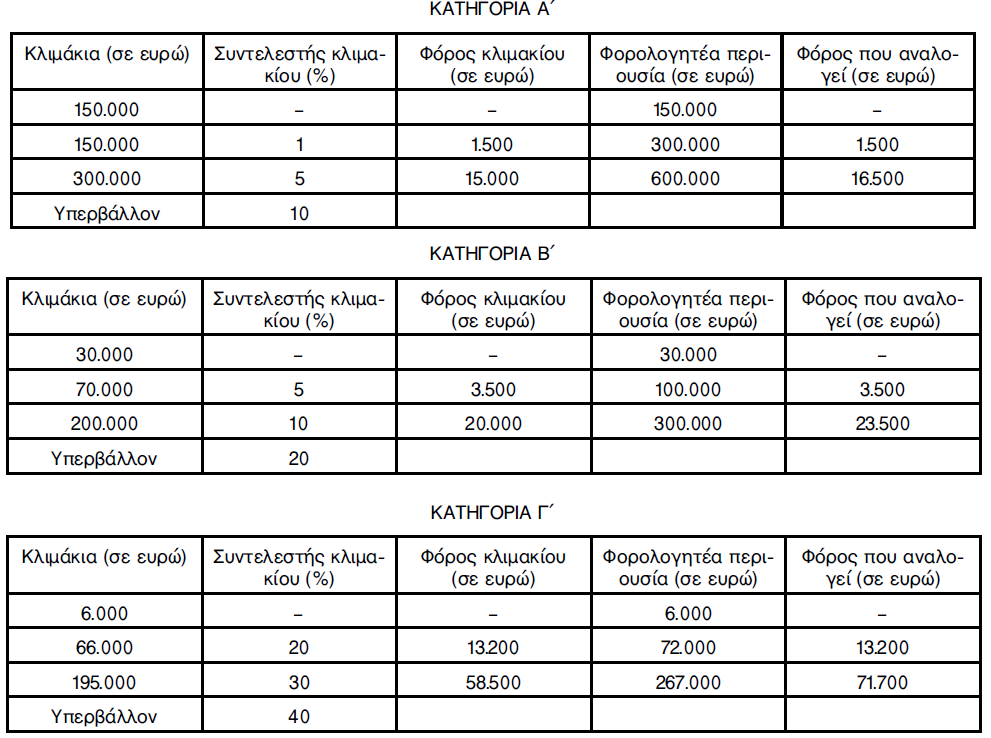 ΚΑΤΗΓΟΡΙΑ Α΄
Κλιμάκια (σε ευρώ) Συντελεστής κλιμα- Φόρος κλιμακίου Φορολογητέα περι- Φόρος που αναλο-
κίου (%) (σε ευρώ) ουσία (σε ευρώ) γεί (σε ευρώ)
150.000 – – 150.000 –
150.000 1 1.500 300.000 1.500
300.000 5 15.000 600.000 16.500
Υπερβάλλον 10
ΚΑΤΗΓΟΡΙΑ Β΄
Κλιμάκια (σε ευρώ) Συντελεστής κλιμα- Φόρος κλιμακίου Φορολογητέα περι- Φόρος που αναλο-
κίου (%) (σε ευρώ) ουσία (σε ευρώ) γεί (σε ευρώ)
30.000 – – 30.000 –
70.000 5 3.500 100.000 3.500
200.000 10 20.000 300.000 23.500
Υπερβάλλον 20
ΚΑΤΗΓΟΡΙΑ Γ΄
Κλιμάκια (σε ευρώ) Συντελεστής κλιμα- Φόρος κλιμακίου Φορολογητέα περι- Φόρος που αναλο-
κίου (%) (σε ευρώ) ουσία (σε ευρώ) γεί (σε ευρώ)
6.000 – – 6.000 –
66.000 20 13.200 72.000 13.200
195.000 30 58.500 267.000 71.700
Υπερβάλλον 40